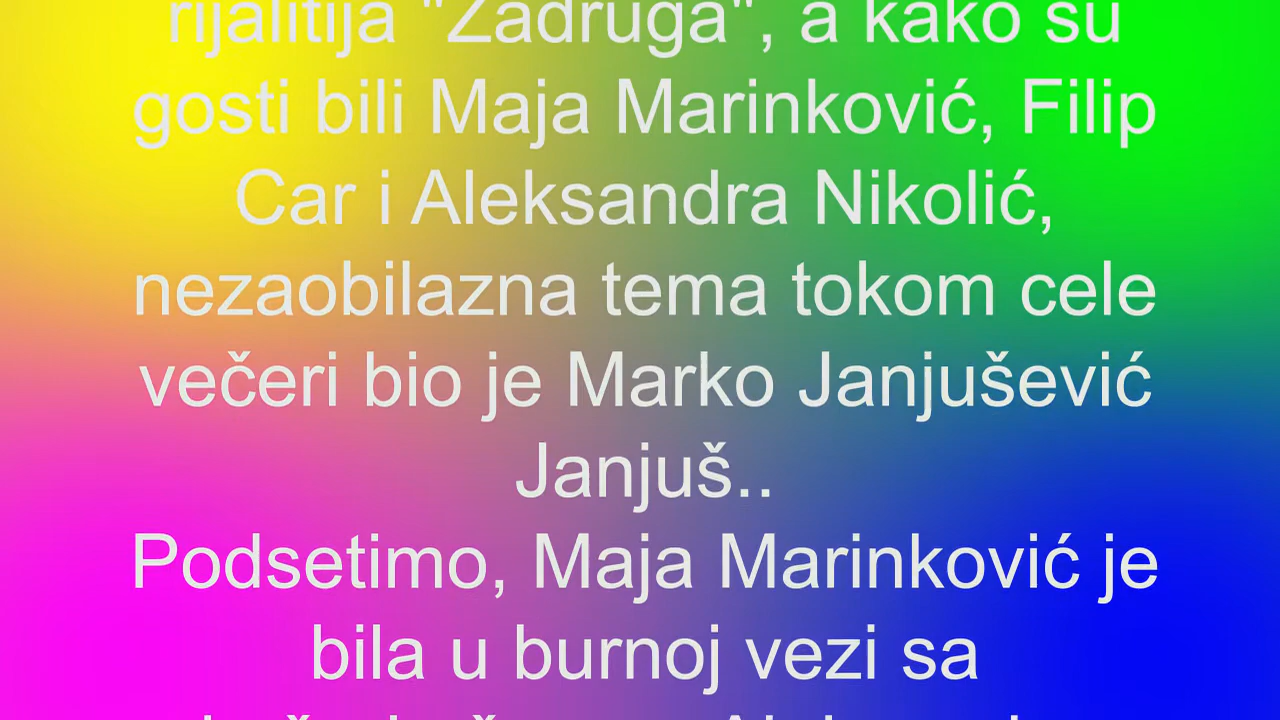 rijalitija "Zadruga", a kako su
gosti bili Maja Marinković, Filip
Car i Aleksandra Nikolić,
nezaobilazna tema tokom cele
večeri bio je Marko Janjušević
Janjuš..
Podsetimo, Maja Marinković je
bila u burnoj vezi sa